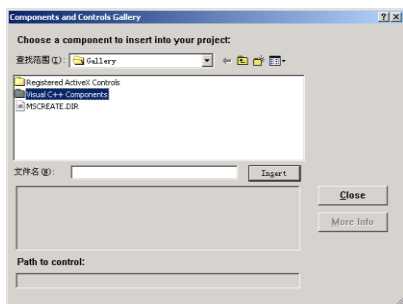 Components and Controls Gallery
Choose a component to insert into your project:
查找范围(I): Gallery
Registered ActiveX Controls
Visual C++ Components
MSCREATE.DIR
文件名(N):
Insert
Close
More Info
Path to control: